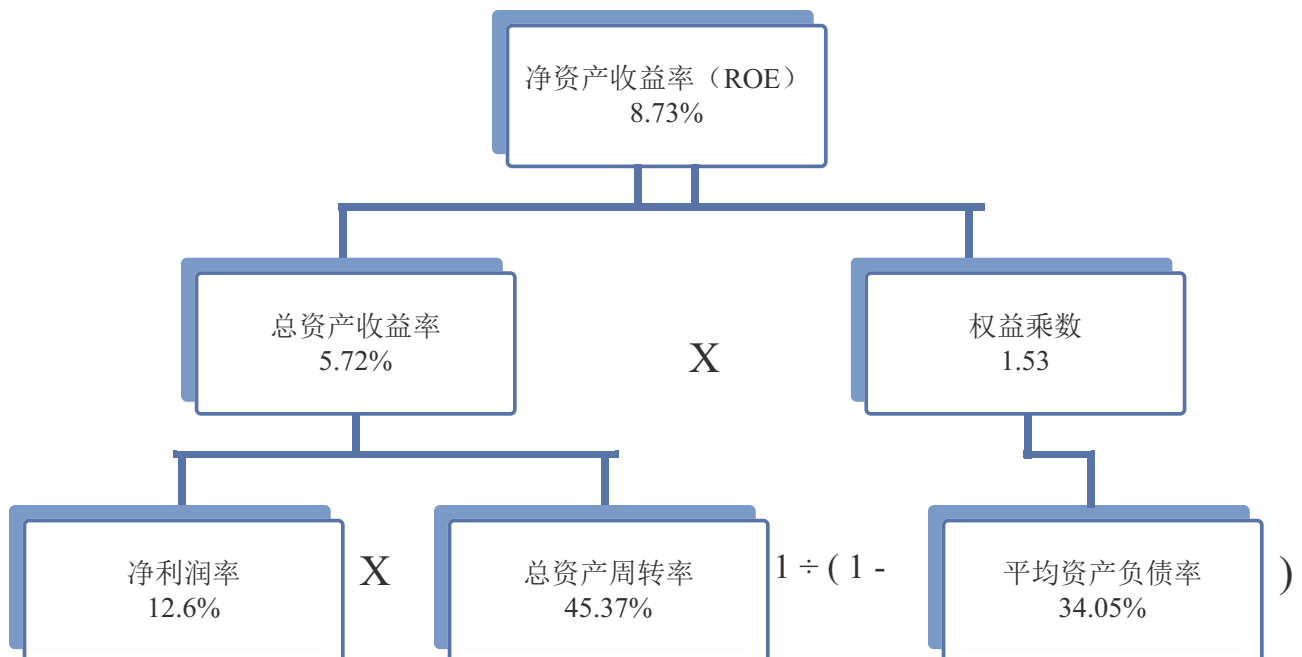 净资产收益率（ROE）
8.73%
总资产收益率
5.72%
X
权益乘数
1.53
净利润率
12.6%
X
总资产周转率
45.37%
1 ÷ ( 1 -
平均资产负债率
34.05%
)